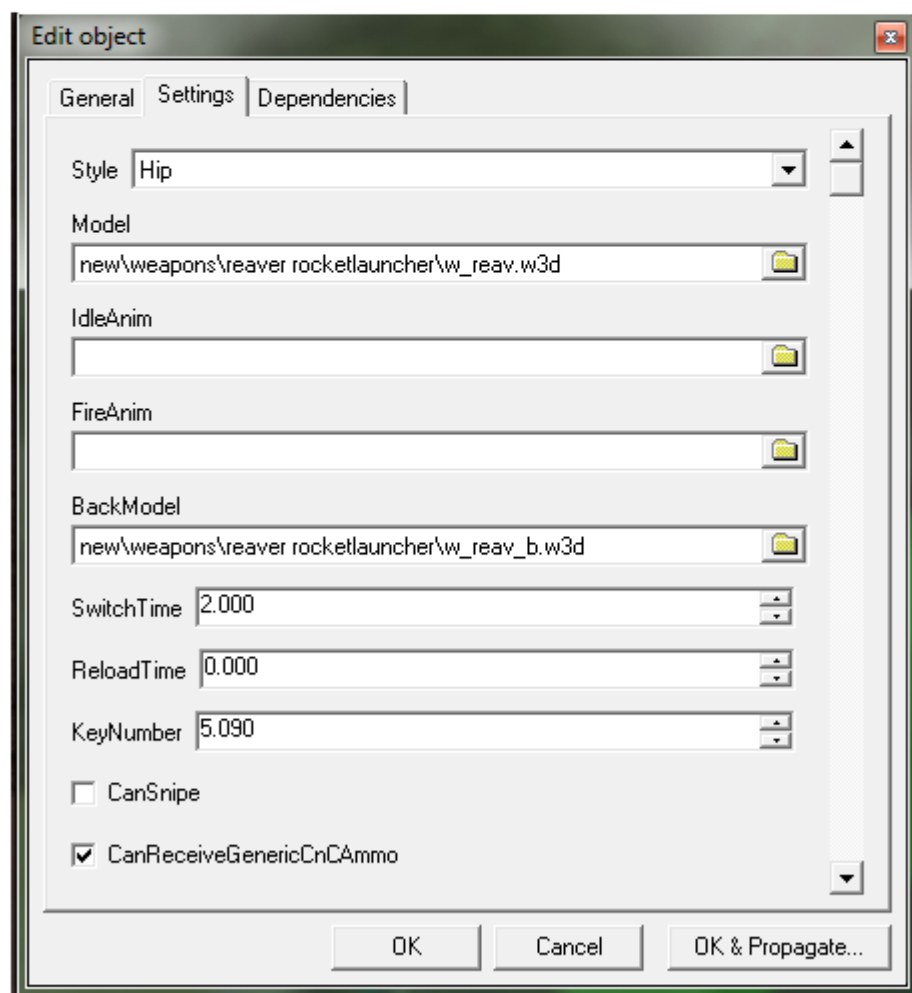 Edit object
General Settings Dependencies
Style Hip
Model
new\weapons\reaver rocketlauncher\w_reav.w3d
IdleAnim
FireAnim
BackModel
new\weapons\reaver rocketlauncher\w_reav_b.w3d
SwitchTime 2.000
ReloadTime 0.000
KeyNumber 5.090
CanSnipe
CanReceiveGenericCnCAmmo
OK Cancel OK & Propagate...